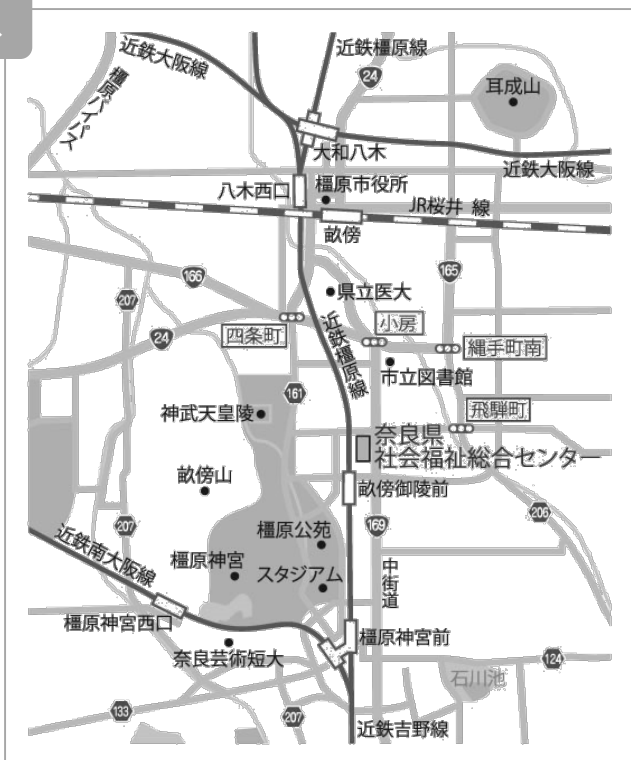 近鉄大阪線
近鉄橿原線
24
橿原バイパス
耳成山
大和八木
近鉄大阪線
八木西口
橿原市役所
JR桜井線
畝傍
166
165
207
県立医大
24
四条町
小房
近鉄橿原線
縄手町南
市立図書館
161
飛騨町
神武天皇陵
奈良県
社会福祉総合センター
畝傍山
畝傍御陵前
207
169
206
橿原公苑
近鉄南大阪線
橿原神宮
スタジアム
中街道
橿原神宮西口
橿原神宮前
奈良芸術短大
124
石川池
133
207
近鉄吉野線